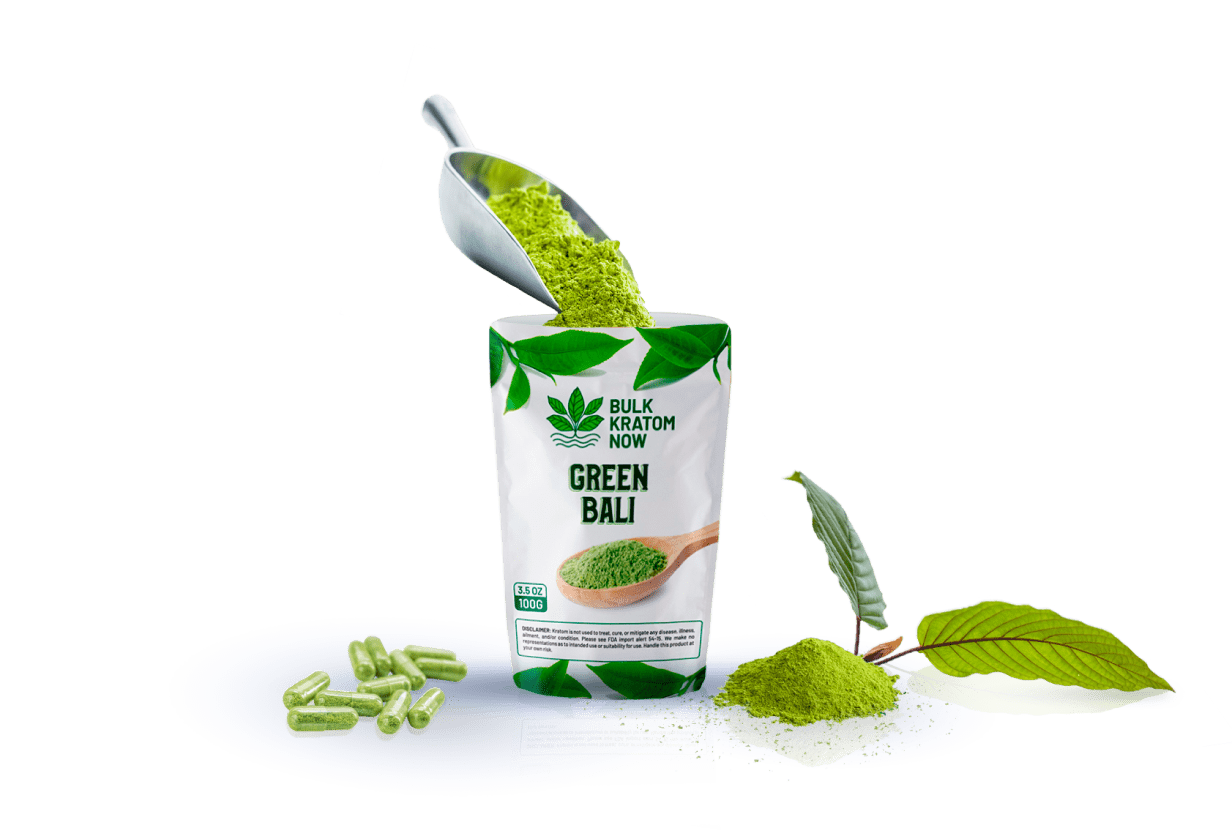 BULK
KRATOM
NOW
GREEN
BALI
3.5 OZ
100G
DISCLAIMER: Kratom is not used to treat, cure, or mitigate any disease, illness,
ailment, and/or condition. Please see FDA import alert 54-15. We make no
representations as to intended use or suitability for use. Handle this product at
your own risk.